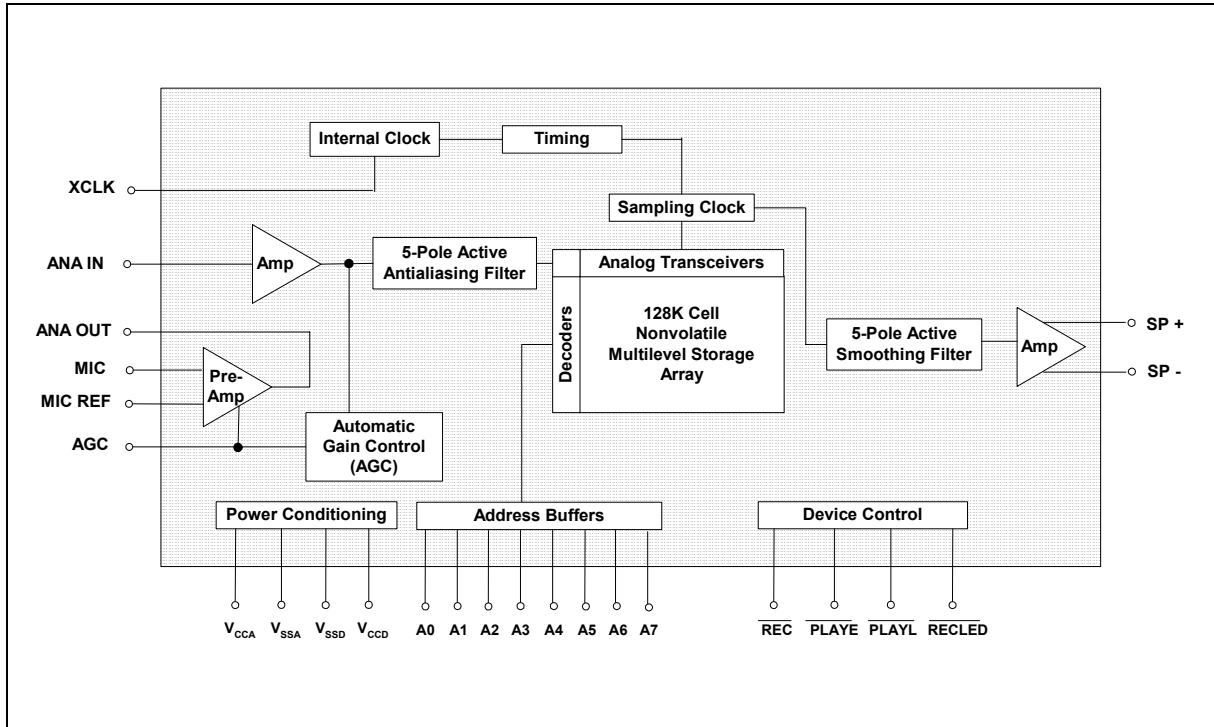 Internal Clock
Timing
XCLK
Sampling Clock
ANA IN
Amp
5-Pole Active
Antialiasing Filter
Analog Transceivers
Decoders
128K Cell
Nonvolatile
Multilevel Storage
Array
ANA OUT
MIC
Pre-
Amp
MIC REF
AGC
Automatic
Gain Control
(AGC)
5-Pole Active
Smoothing Filter
Amp
SP +
SP -
Power Conditioning
Address Buffers
Device Control
VCCA
VSSA
VSSD
VCCD
A0
A1
A2
A3
A4
A5
A6
A7
REC
PLAYE
PLAYL
RECLED